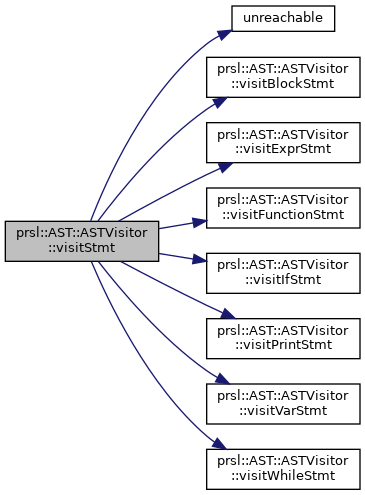 unreachable
prsl::AST::ASTVisitor
::visitBlockStmt
prsl::AST::ASTVisitor
::visitExprStmt
prsl::AST::ASTVisitor
::visitFunctionStmt
prsl::AST::ASTVisitor
::visitStmt
prsl::AST::ASTVisitor
::visitIfStmt
prsl::AST::ASTVisitor
::visitPrintStmt
prsl::AST::ASTVisitor
::visitVarStmt
prsl::AST::ASTVisitor
::visitWhileStmt